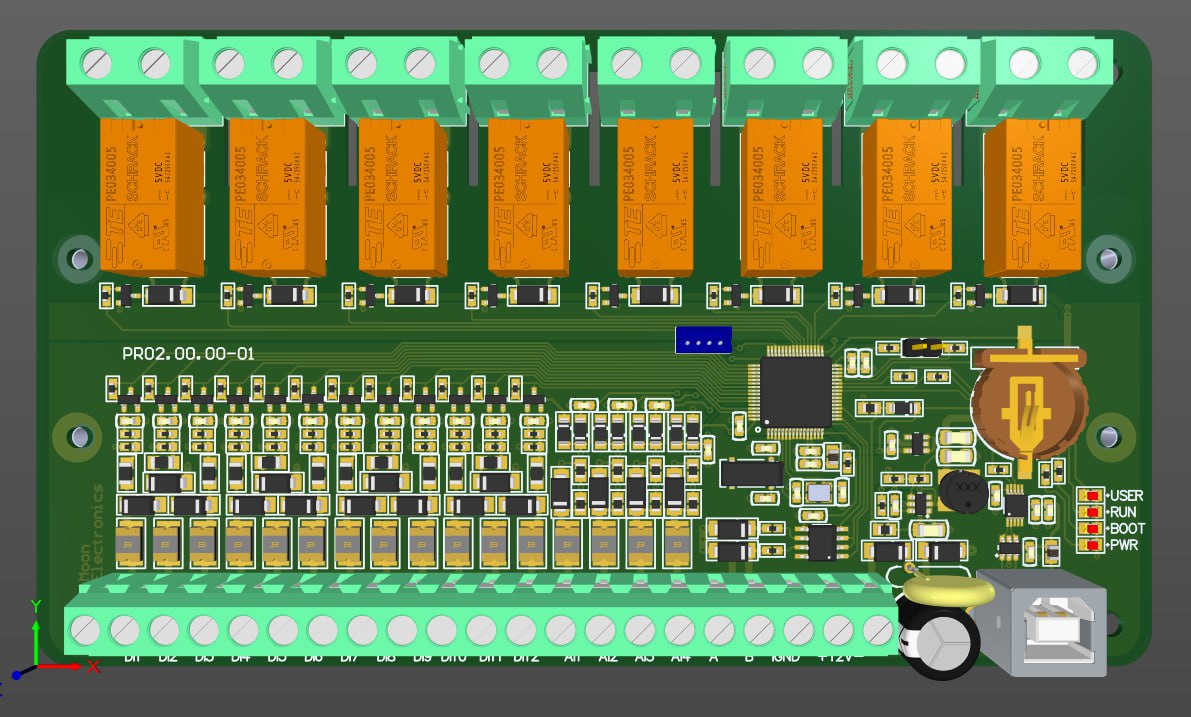 PE034005 SCHRACK 5VDC TE
PE034005 SCHRACK 5VDC TE
PE034005 SCHRACK 5VDC TE
PE034005 SCHRACK 5VDC TE
PE034005 SCHRACK 5VDC TE
PE034005 SCHRACK 5VDC TE
PE034005 SCHRACK 5VDC TE
PE034005 SCHRACK 5VDC TE
PR02.00.00-01
Moon
Electronics
XXX
USER
RUN
BOOT
PWR
DI1 DI2 DI3 DI4 DI5 DI6 DI7 DI8 DI9 DI10 DI11 DI12 AI1 AI2 AI3 AI4 A B IGND +12V-
Y
X